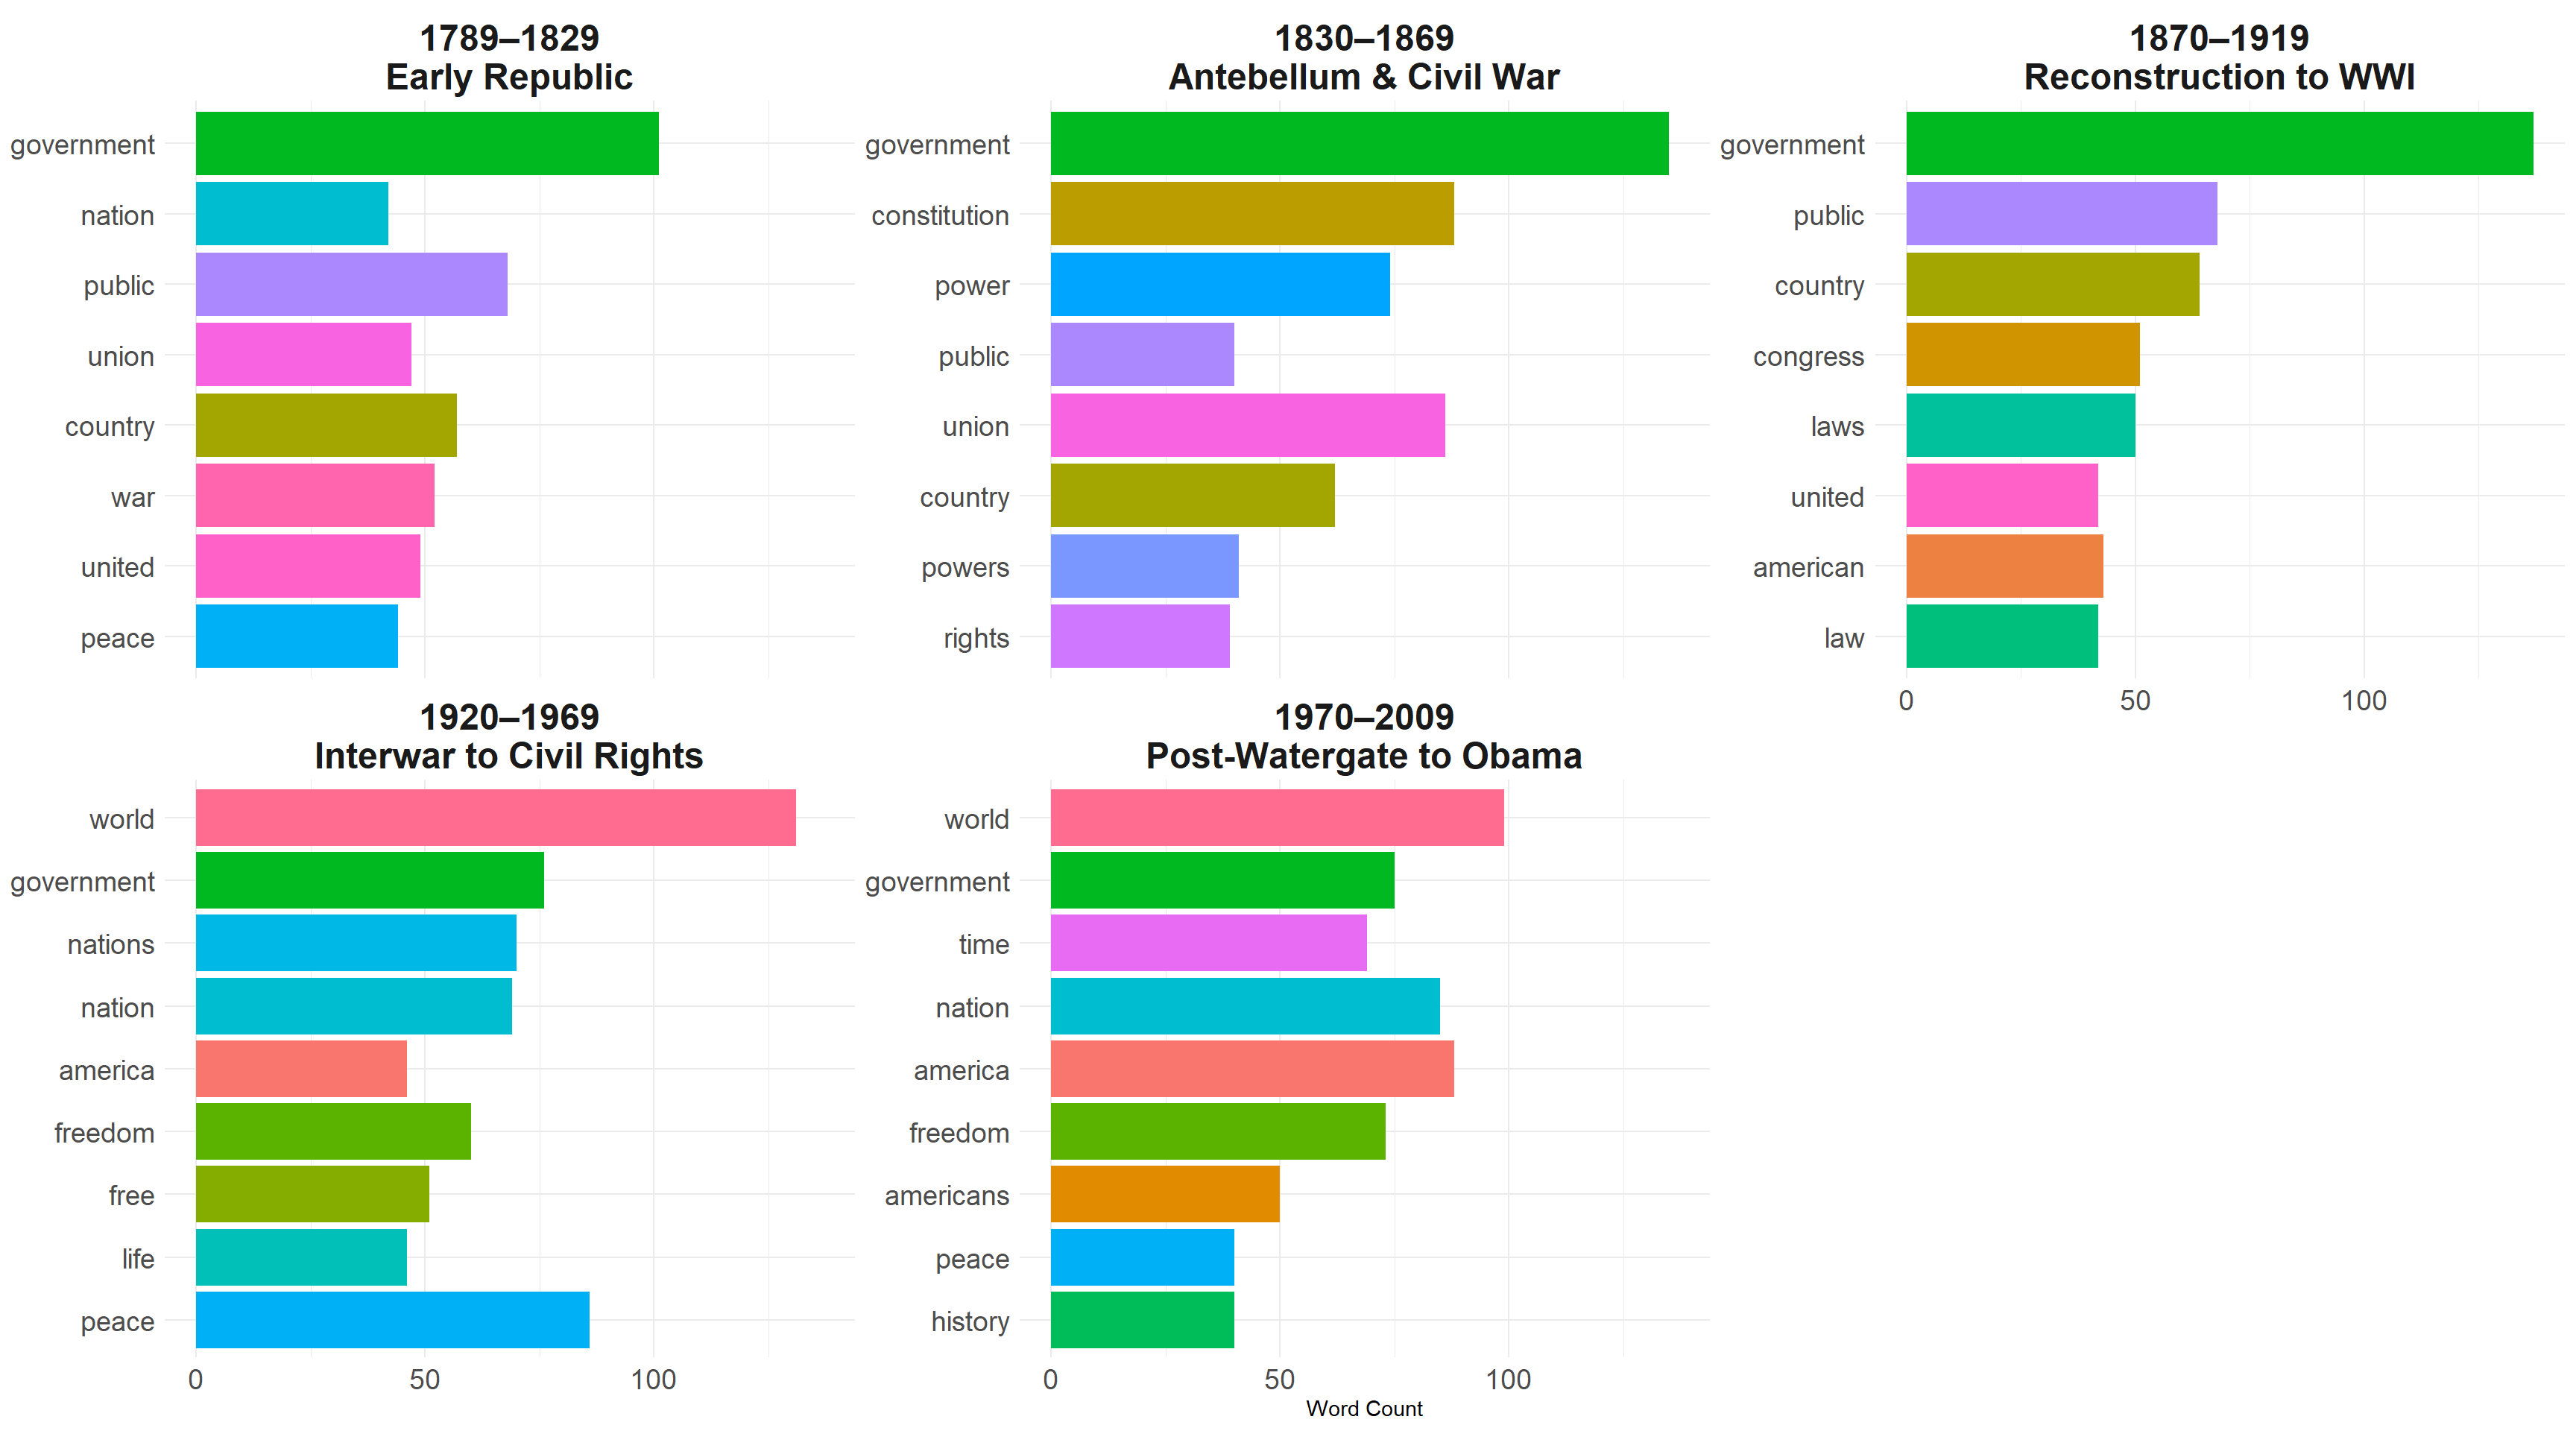 1789–1829
Early Republic
government
nation
public
union
country
war
united
peace
1830–1869
Antebellum & Civil War
government
constitution
power
public
union
country
powers
rights
1870–1919
Reconstruction to WWI
government
public
country
congress
laws
united
american
law
0 50 100
1920–1969
Interwar to Civil Rights
world
government
nations
nation
america
freedom
free
life
peace
0 50 100
1970–2009
Post-Watergate to Obama
world
government
time
nation
america
freedom
americans
peace
history
0 50 100
Word Count